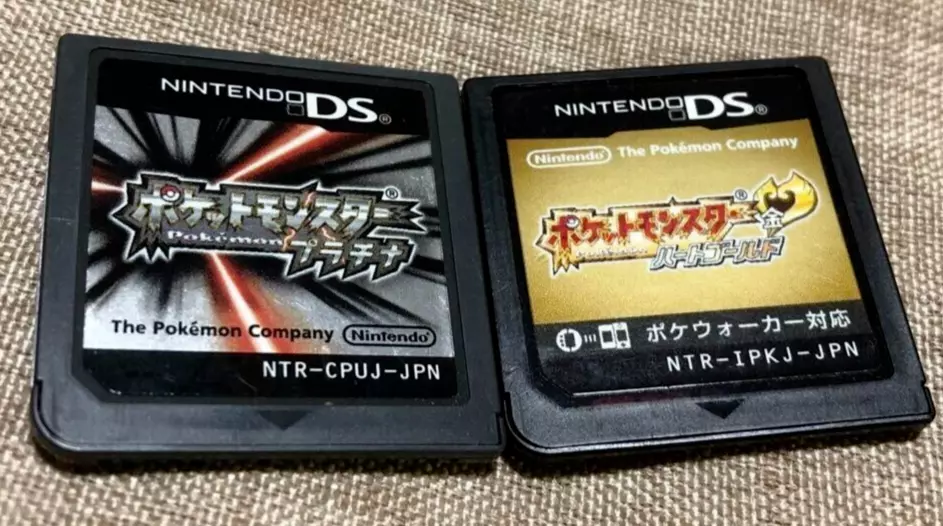 NINTENDO DS®
ポケットモンスター®
Pokémon
プラチナ
The Pokémon Company Nintendo
NTR-CPUJ-JPN
NINTENDO DS®
Nintendo The Pokémon Company
ポケットモンスター®
金
ハートゴールド
ポケウォーカー対応
NTR-IPKJ-JPN